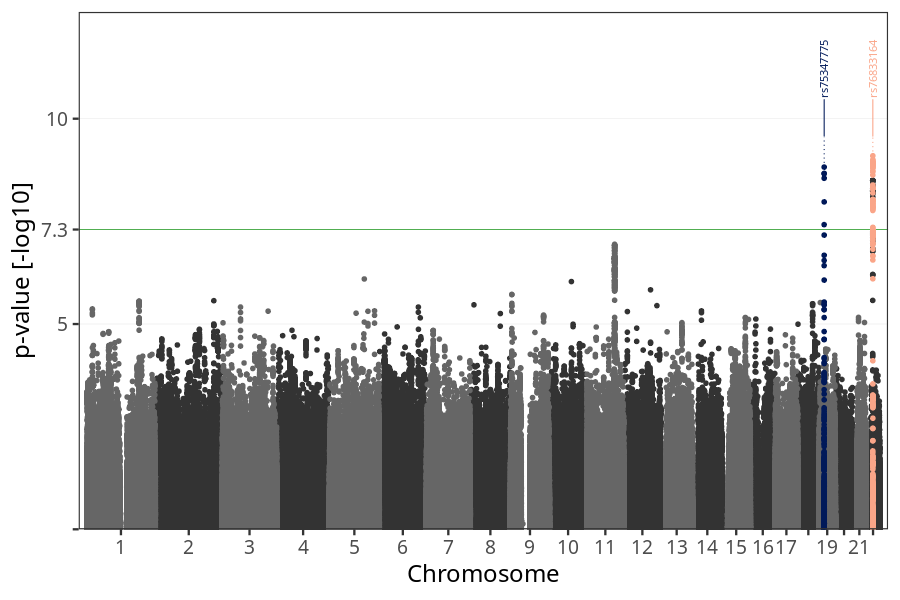 rs75347775
rs76833164
10
7.3
5
p-value [-log10]
1 2 3 4 5 6 7 8 9 10 11 12 13 14 15 16 17 19 21
Chromosome